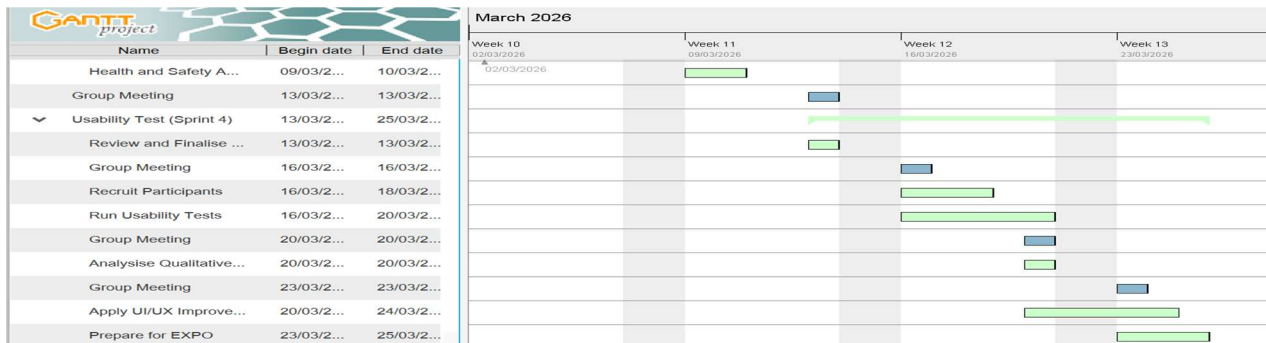 GANTT project
March 2026
Week 10 Week 11 Week 12 Week 13
Name Begin date End date 02/03/2026 09/03/2026 16/03/2026 23/03/2026
02/03/2026
Health and Safety A... 09/03/2... 10/03/2...
Group Meeting 13/03/2... 13/03/2...
Usability Test (Sprint 4) 13/03/2... 25/03/2...
Review and Finalise ... 13/03/2... 13/03/2...
Group Meeting 16/03/2... 16/03/2...
Recruit Participants 16/03/2... 18/03/2...
Run Usability Tests 16/03/2... 20/03/2...
Group Meeting 20/03/2... 20/03/2...
Analysise Qualitative... 20/03/2... 20/03/2...
Group Meeting 23/03/2... 23/03/2...
Apply UI/UX Improve... 20/03/2... 24/03/2...
Prepare for EXPO 23/03/2... 25/03/2...